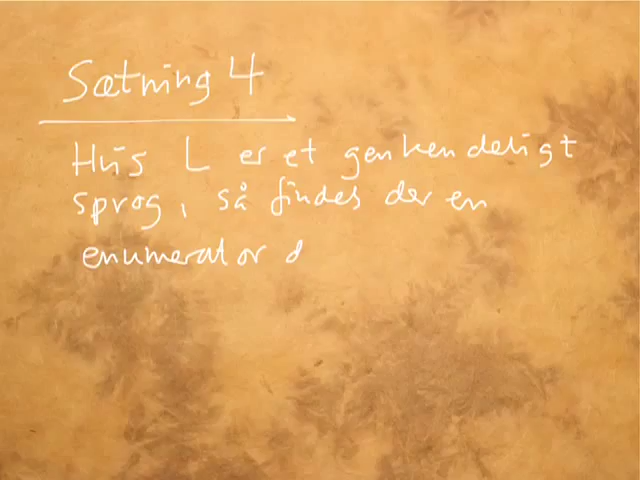 Sætning 4
Hvis L er et genkendeligt
sprog, så findes der en
enumerator d